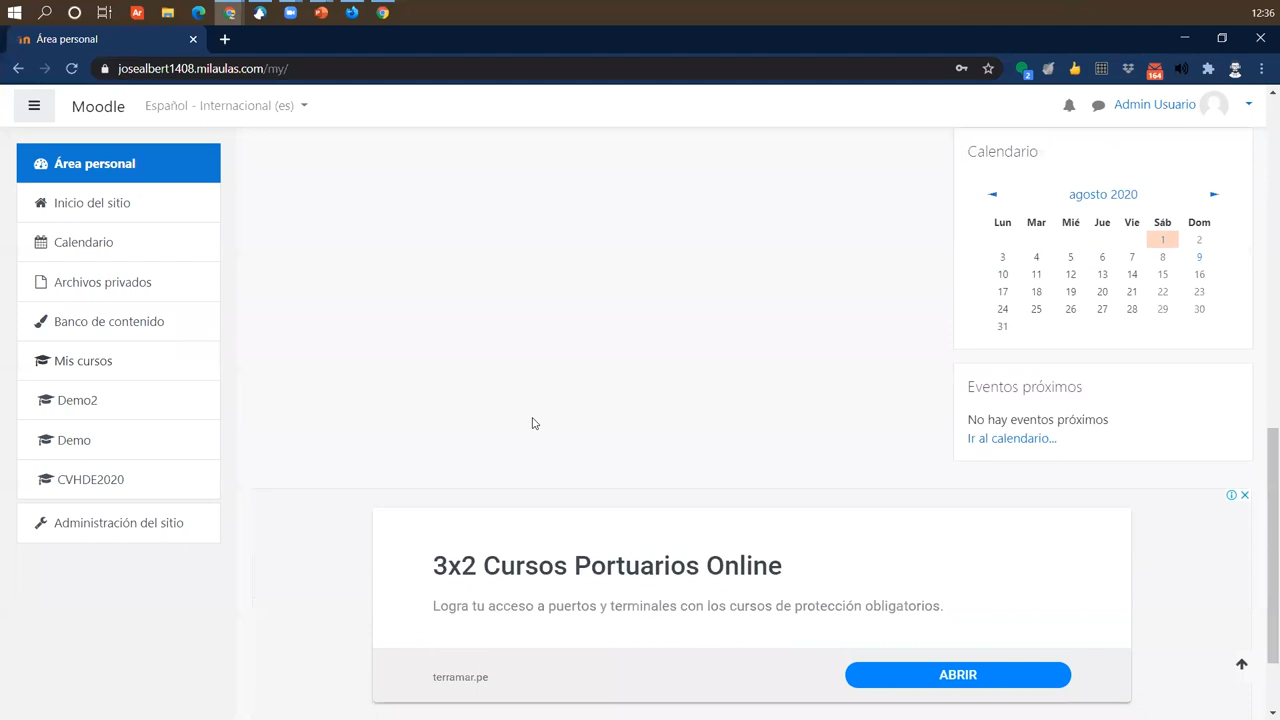 12:36
Área personal
josealbert1408.milaulas.com/my/
2
164
Moodle
Español - Internacional (es)
Admin Usuario
Área personal
Inicio del sitio
Calendario
Archivos privados
Banco de contenido
Mis cursos
Demo2
Demo
CVHDE2020
Administración del sitio
Calendario
agosto 2020
Lun Mar Mié Jue Vie Sáb Dom
1 2
3 4 5 6 7 8 9
10 11 12 13 14 15 16
17 18 19 20 21 22 23
24 25 26 27 28 29 30
31
Eventos próximos
No hay eventos próximos
Ir al calendario...
3x2 Cursos Portuarios Online
Logra tu acceso a puertos y terminales con los cursos de protección obligatorios.
terramar.pe
ABRIR